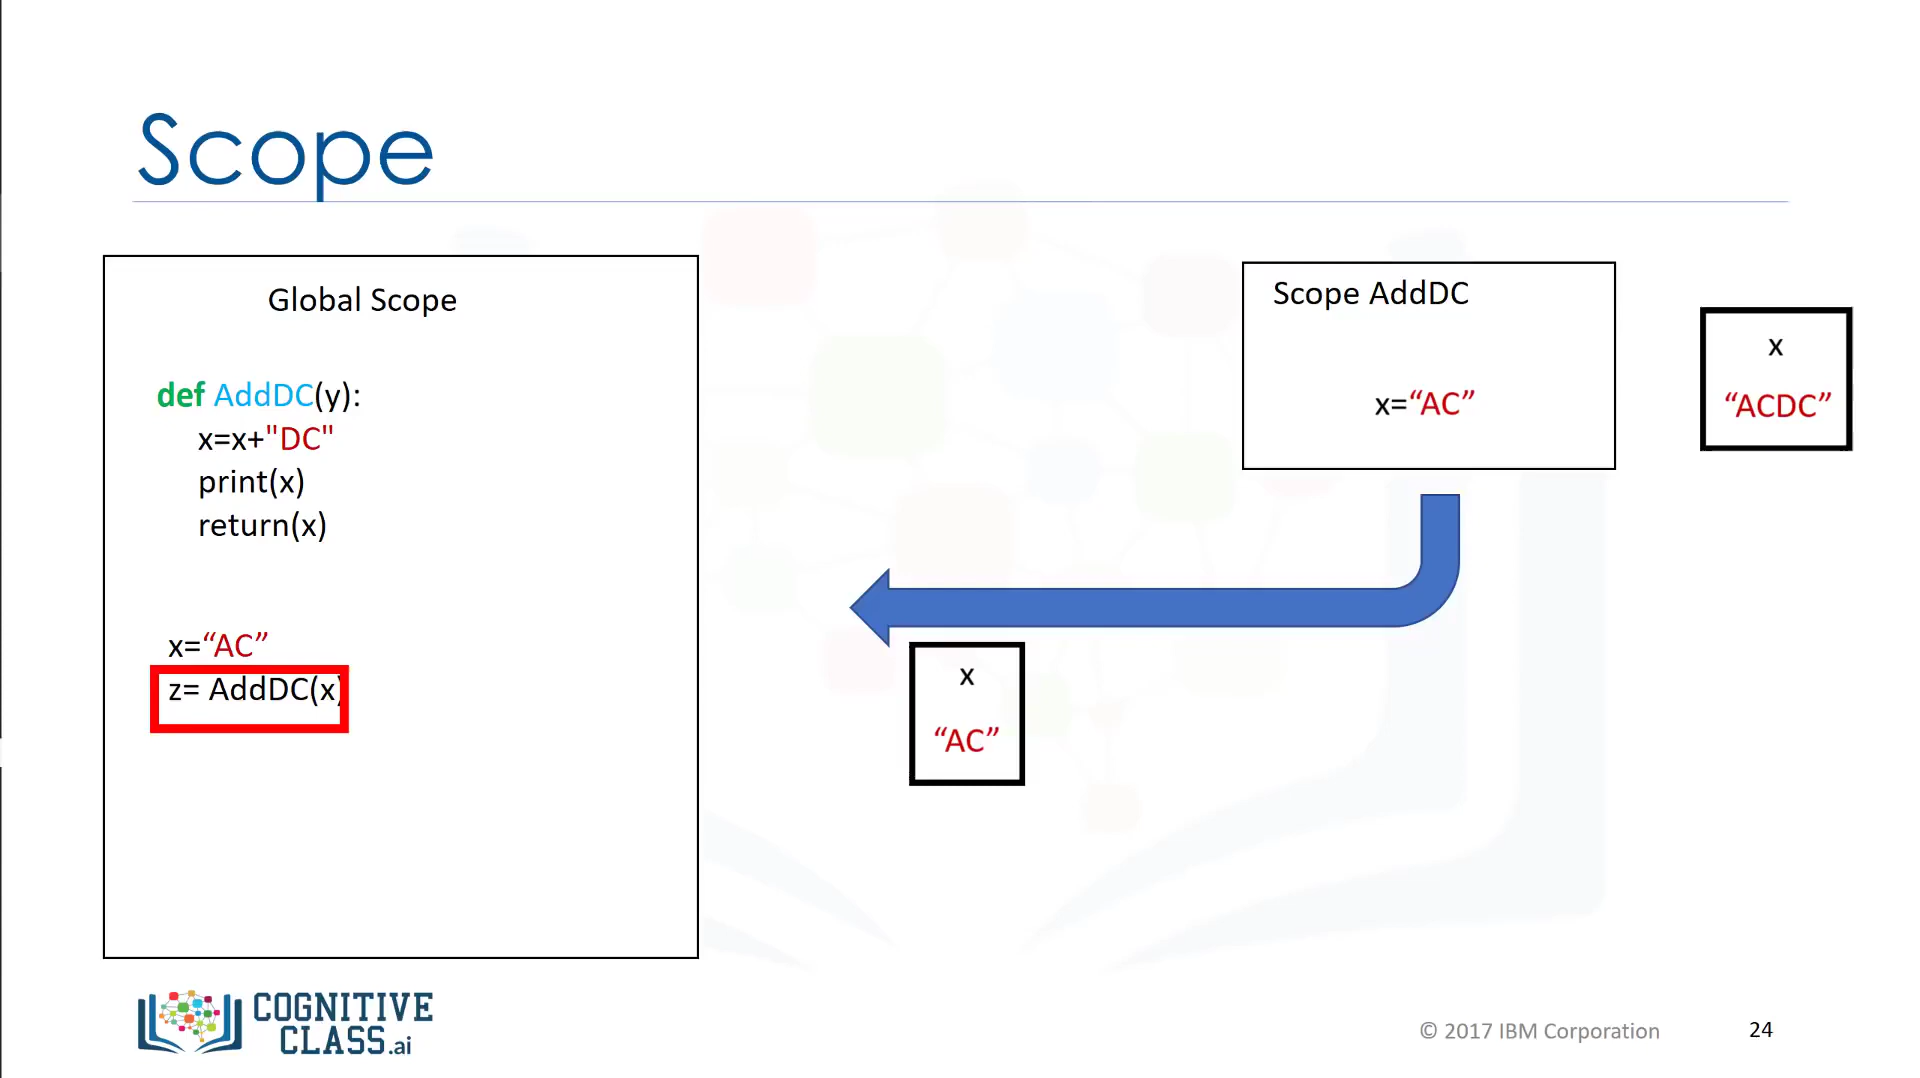 Scope
Global Scope
def AddDC(y):
x=x+"DC"
print(x)
return(x)
x=“AC”
z= AddDC(x)
Scope AddDC
x=“AC”
x
“ACDC”
x
“AC”
COGNITIVE
CLASS.ai
© 2017 IBM Corporation
24